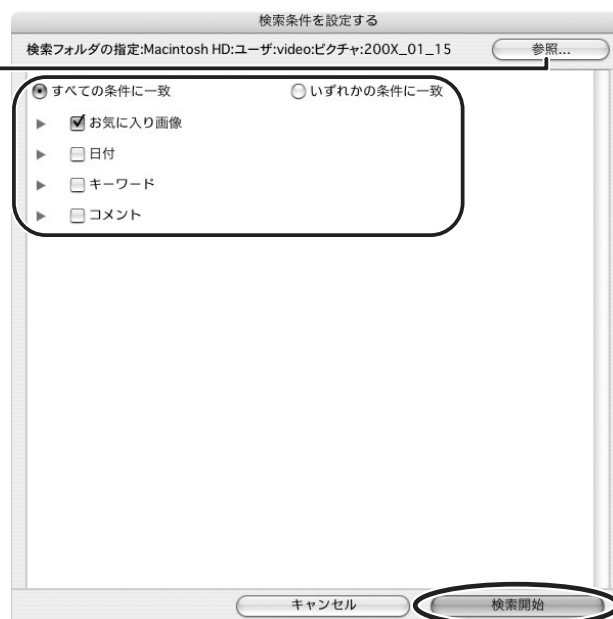 検索条件を設定する
検索フォルダの指定:Macintosh HD:ユーザ:video:ピクチャ:200X_01_15 参照...
すべての条件に一致 いずれかの条件に一致
お気に入り画像
日付
キーワード
コメント
キャンセル 検索開始